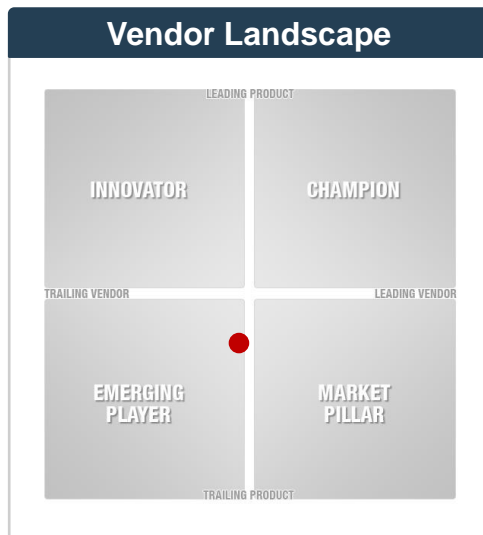 Vendor Landscape
LEADING PRODUCT
INNOVATOR
CHAMPION
TRAILING VENDOR
LEADING VENDOR
EMERGING
PLAYER
MARKET
PILLAR
TRAILING PRODUCT